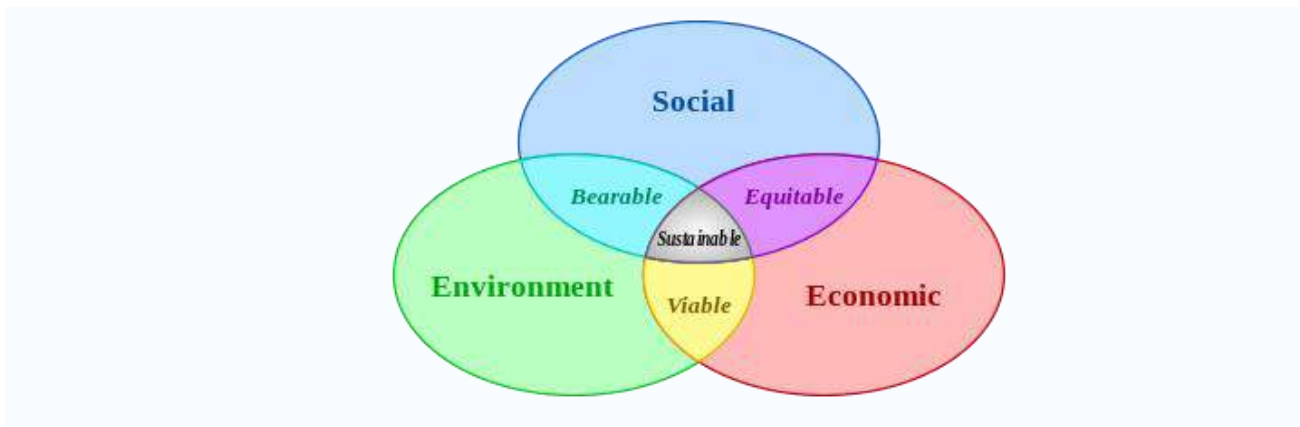 Social
Bearable
Equitable
Sustainable
Environment
Economic
Viable